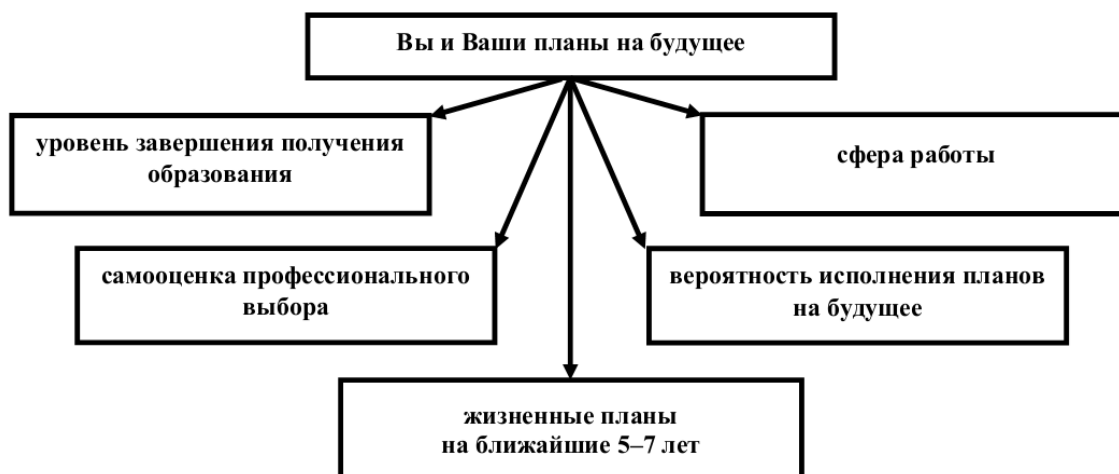 Вы и Ваши планы на будущее
уровень завершения получения
образования
сфера работы
самооценка профессионального
выбора
вероятность исполнения планов
на будущее
жизненные планы
на ближайшие 5–7 лет